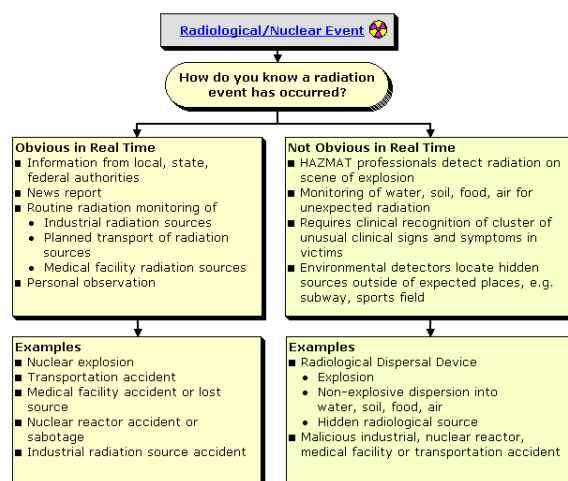 Radiological/Nuclear Event
How do you know a radiation
event has occurred?
Obvious in Real Time
■ Information from local, state,
federal authorities
■ News report
■ Routine radiation monitoring of
• Industrial radiation sources
• Planned transport of radiation
sources
• Medical facility radiation sources
■ Personal observation
Not Obvious in Real Time
■ HAZMAT professionals detect radiation on
scene of explosion
■ Monitoring of water, soil, food, air for
unexpected radiation
■ Requires clinical recognition of cluster of
unusual clinical signs and symptoms in
victims
■ Environmental detectors locate hidden
sources outside of expected places, e.g.
subway, sports field
Examples
■ Nuclear explosion
■ Transportation accident
■ Medical facility accident or lost
source
■ Nuclear reactor accident or
sabotage
■ Industrial radiation source accident
Examples
■ Radiological Dispersal Device
• Explosion
• Non-explosive dispersion into
water, soil, food, air
• Hidden radiological source
■ Malicious industrial, nuclear reactor,
medical facility or transportation accident